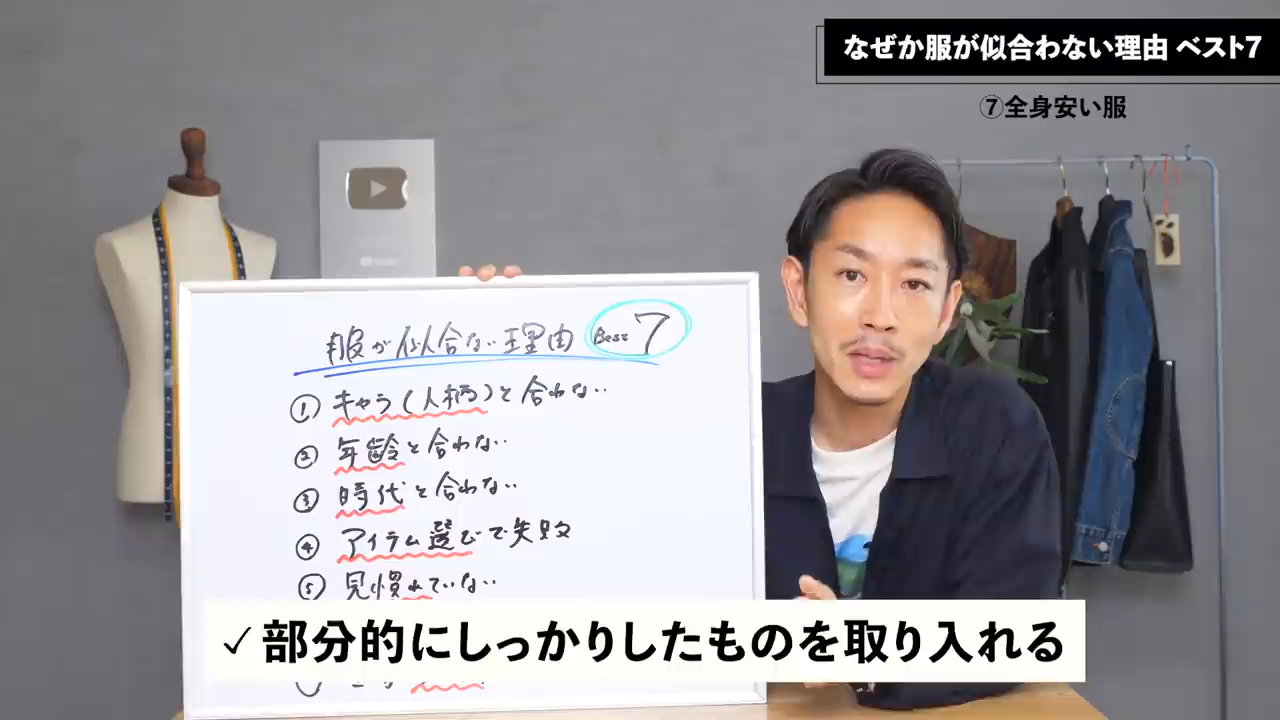 なぜか服が似合わない理由 ベスト7
⑦全身安い服
服が似合ない理由 Best 7
① キャラ(人柄)と合わない
② 年齢と合わない
③ 時代と合わない
④ アイテム選びで失敗
⑤ 見慣れていない
✓部分的にしっかりしたものを取り入れる